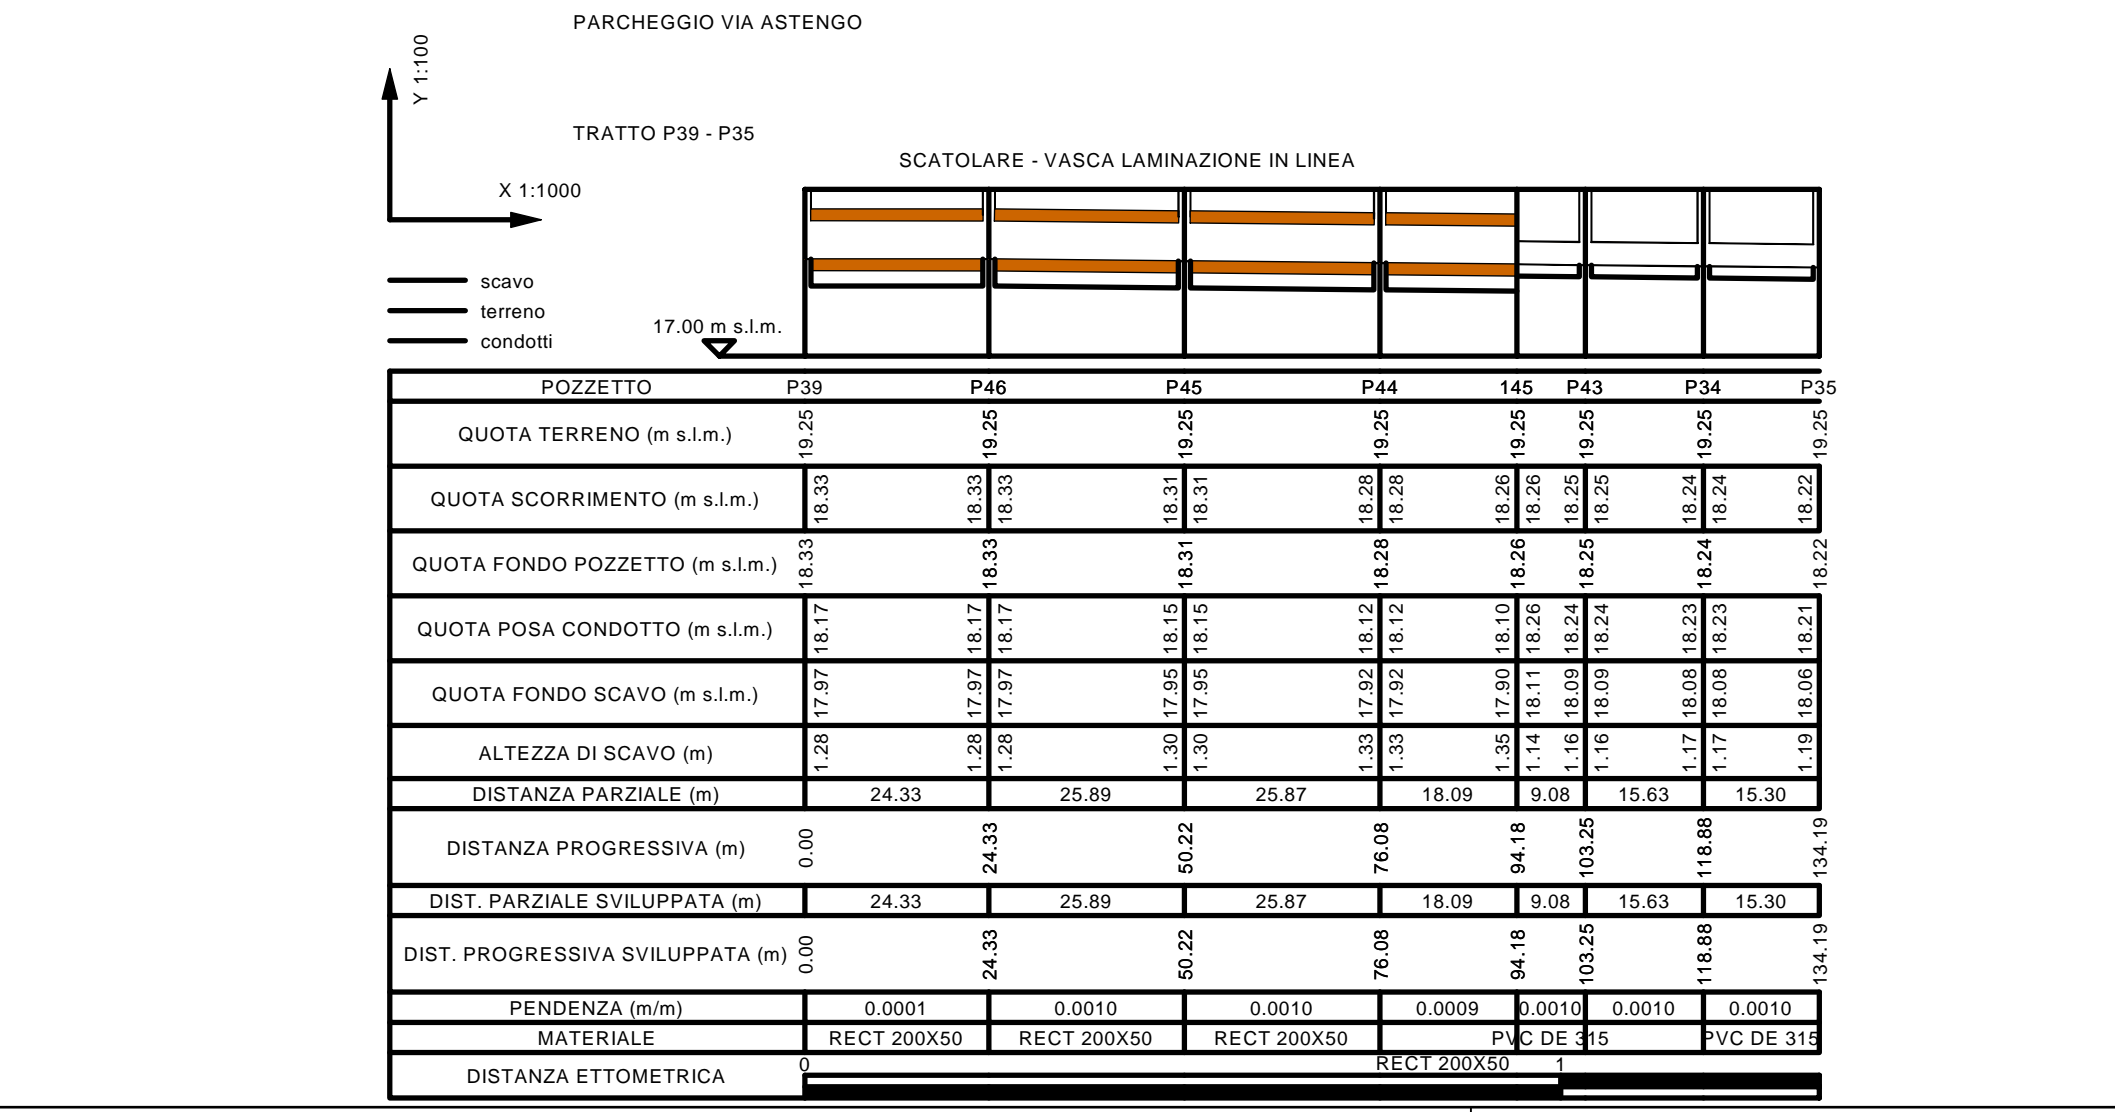 PARCHEGGIO VIA ASTENGO
Y 1:100
TRATTO P39 - P35
SCATOLARE - VASCA LAMINAZIONE IN LINEA
X 1:1000
scavo
terreno
condotti
17.00 m s.l.m.
POZZETTO P39 P46 P45 P44 145 P43 P34 P35
QUOTA TERRENO (m s.l.m.) 19.25 19.25 19.25 19.25 19.25 19.25 19.25 19.25
QUOTA SCORRIMENTO (m s.l.m.) 18.33 18.33 18.33 18.31 18.31 18.28 18.28 18.26 18.26 18.25 18.25 18.24 18.24 18.22
QUOTA FONDO POZZETTO (m s.l.m.) 18.33 18.33 18.31 18.28 18.26 18.25 18.24 18.22
QUOTA POSA CONDOTTO (m s.l.m.) 18.17 18.17 18.17 18.15 18.15 18.12 18.12 18.10 18.26 18.24 18.24 18.23 18.23 18.21
QUOTA FONDO SCAVO (m s.l.m.) 17.97 17.97 17.97 17.95 17.95 17.92 17.92 17.90 18.11 18.09 18.09 18.08 18.08 18.06
ALTEZZA DI SCAVO (m) 1.28 1.28 1.28 1.30 1.30 1.33 1.33 1.35 1.14 1.16 1.16 1.17 1.17 1.19
DISTANZA PARZIALE (m) 24.33 25.89 25.87 18.09 9.08 15.63 15.30
DISTANZA PROGRESSIVA (m) 0.00 24.33 50.22 76.08 94.18 103.25 118.88 134.19
DIST. PARZIALE SVILUPPATA (m) 24.33 25.89 25.87 18.09 9.08 15.63 15.30
DIST. PROGRESSIVA SVILUPPATA (m) 0.00 24.33 50.22 76.08 94.18 103.25 118.88 134.19
PENDENZA (m/m) 0.0001 0.0010 0.0010 0.0009 0.0010 0.0010 0.0010
MATERIALE RECT 200X50 RECT 200X50 RECT 200X50 PVC DE 315 PVC DE 315
0 RECT 200X50 1
DISTANZA ETTOMETRICA